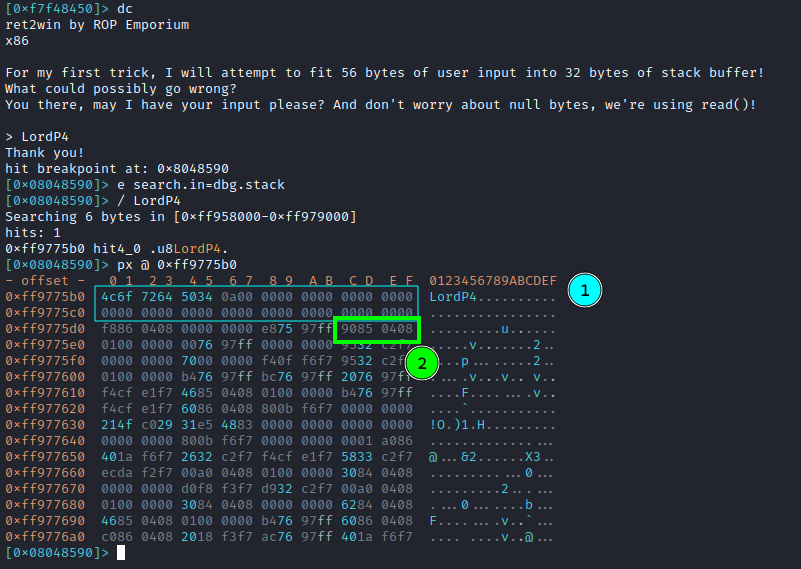 [0×f7f48450]> dc
ret2win by ROP Emporium
x86
For my first trick, I will attempt to fit 56 bytes of user input into 32 bytes of stack buffer!
What could possibly go wrong?
You there, may I have your input please? And don't worry about null bytes, we're using read()!
> LordP4
Thank you!
hit breakpoint at: 0×8048590
[0×08048590]> e search.in=dbg.stack
[0×08048590]> / LordP4
Searching 6 bytes in [0×ff958000-0×ff979000]
hits: 1
0×ff9775b0 hit4_0 .u8LordP4.
[0×08048590]> px @ 0×ff9775b0
- offset - 0 1 2 3 4 5 6 7 8 9 A B C D E F 0123456789ABCDEF
0×ff9775b0 4c6f 7264 5034 0a00 0000 0000 0000 0000 LordP4..........
1
0×ff9775c0 0000 0000 0000 0000 0000 0000 0000 0000 ................
0×ff9775d0 f886 0408 0000 0000 e875 97ff 9085 0408 .........u......
0×ff9775e0 0100 0000 0076 97ff 0000 0000 9532 c2f7 .....v.......2..
2
0×ff9775f0 0000 0000 7000 0000 f40f f6f7 9532 c2f7 ....p........2..
0×ff977600 0100 0000 b476 97ff bc76 97ff 2076 97ff .....v...v.. v..
0×ff977610 f4cf e1f7 4685 0408 0100 0000 b476 97ff ....F........v..
0×ff977620 f4cf e1f7 6086 0408 800b f6f7 0000 0000 ....`...........
0×ff977630 214f c029 31e5 4883 0000 0000 0000 0000 !O.)1.H.........
0×ff977640 0000 0000 800b f6f7 0000 0000 0001 a086 ................
0×ff977650 401a f6f7 2632 c2f7 f4cf e1f7 5833 c2f7 @...&2......X3..
0×ff977660 ecda f2f7 00a0 0408 0100 0000 3084 0408 ............0...
0×ff977670 0000 0000 d0f8 f3f7 d932 c2f7 00a0 0408 .........2......
0×ff977680 0100 0000 3084 0408 0000 0000 6284 0408 ....0.......b...
0×ff977690 4685 0408 0100 0000 b476 97ff 6086 0408 F........v..`...
0×ff9776a0 c086 0408 2018 f3f7 ac76 97ff 401a f6f7 .... ....v..@...
[0×08048590]>